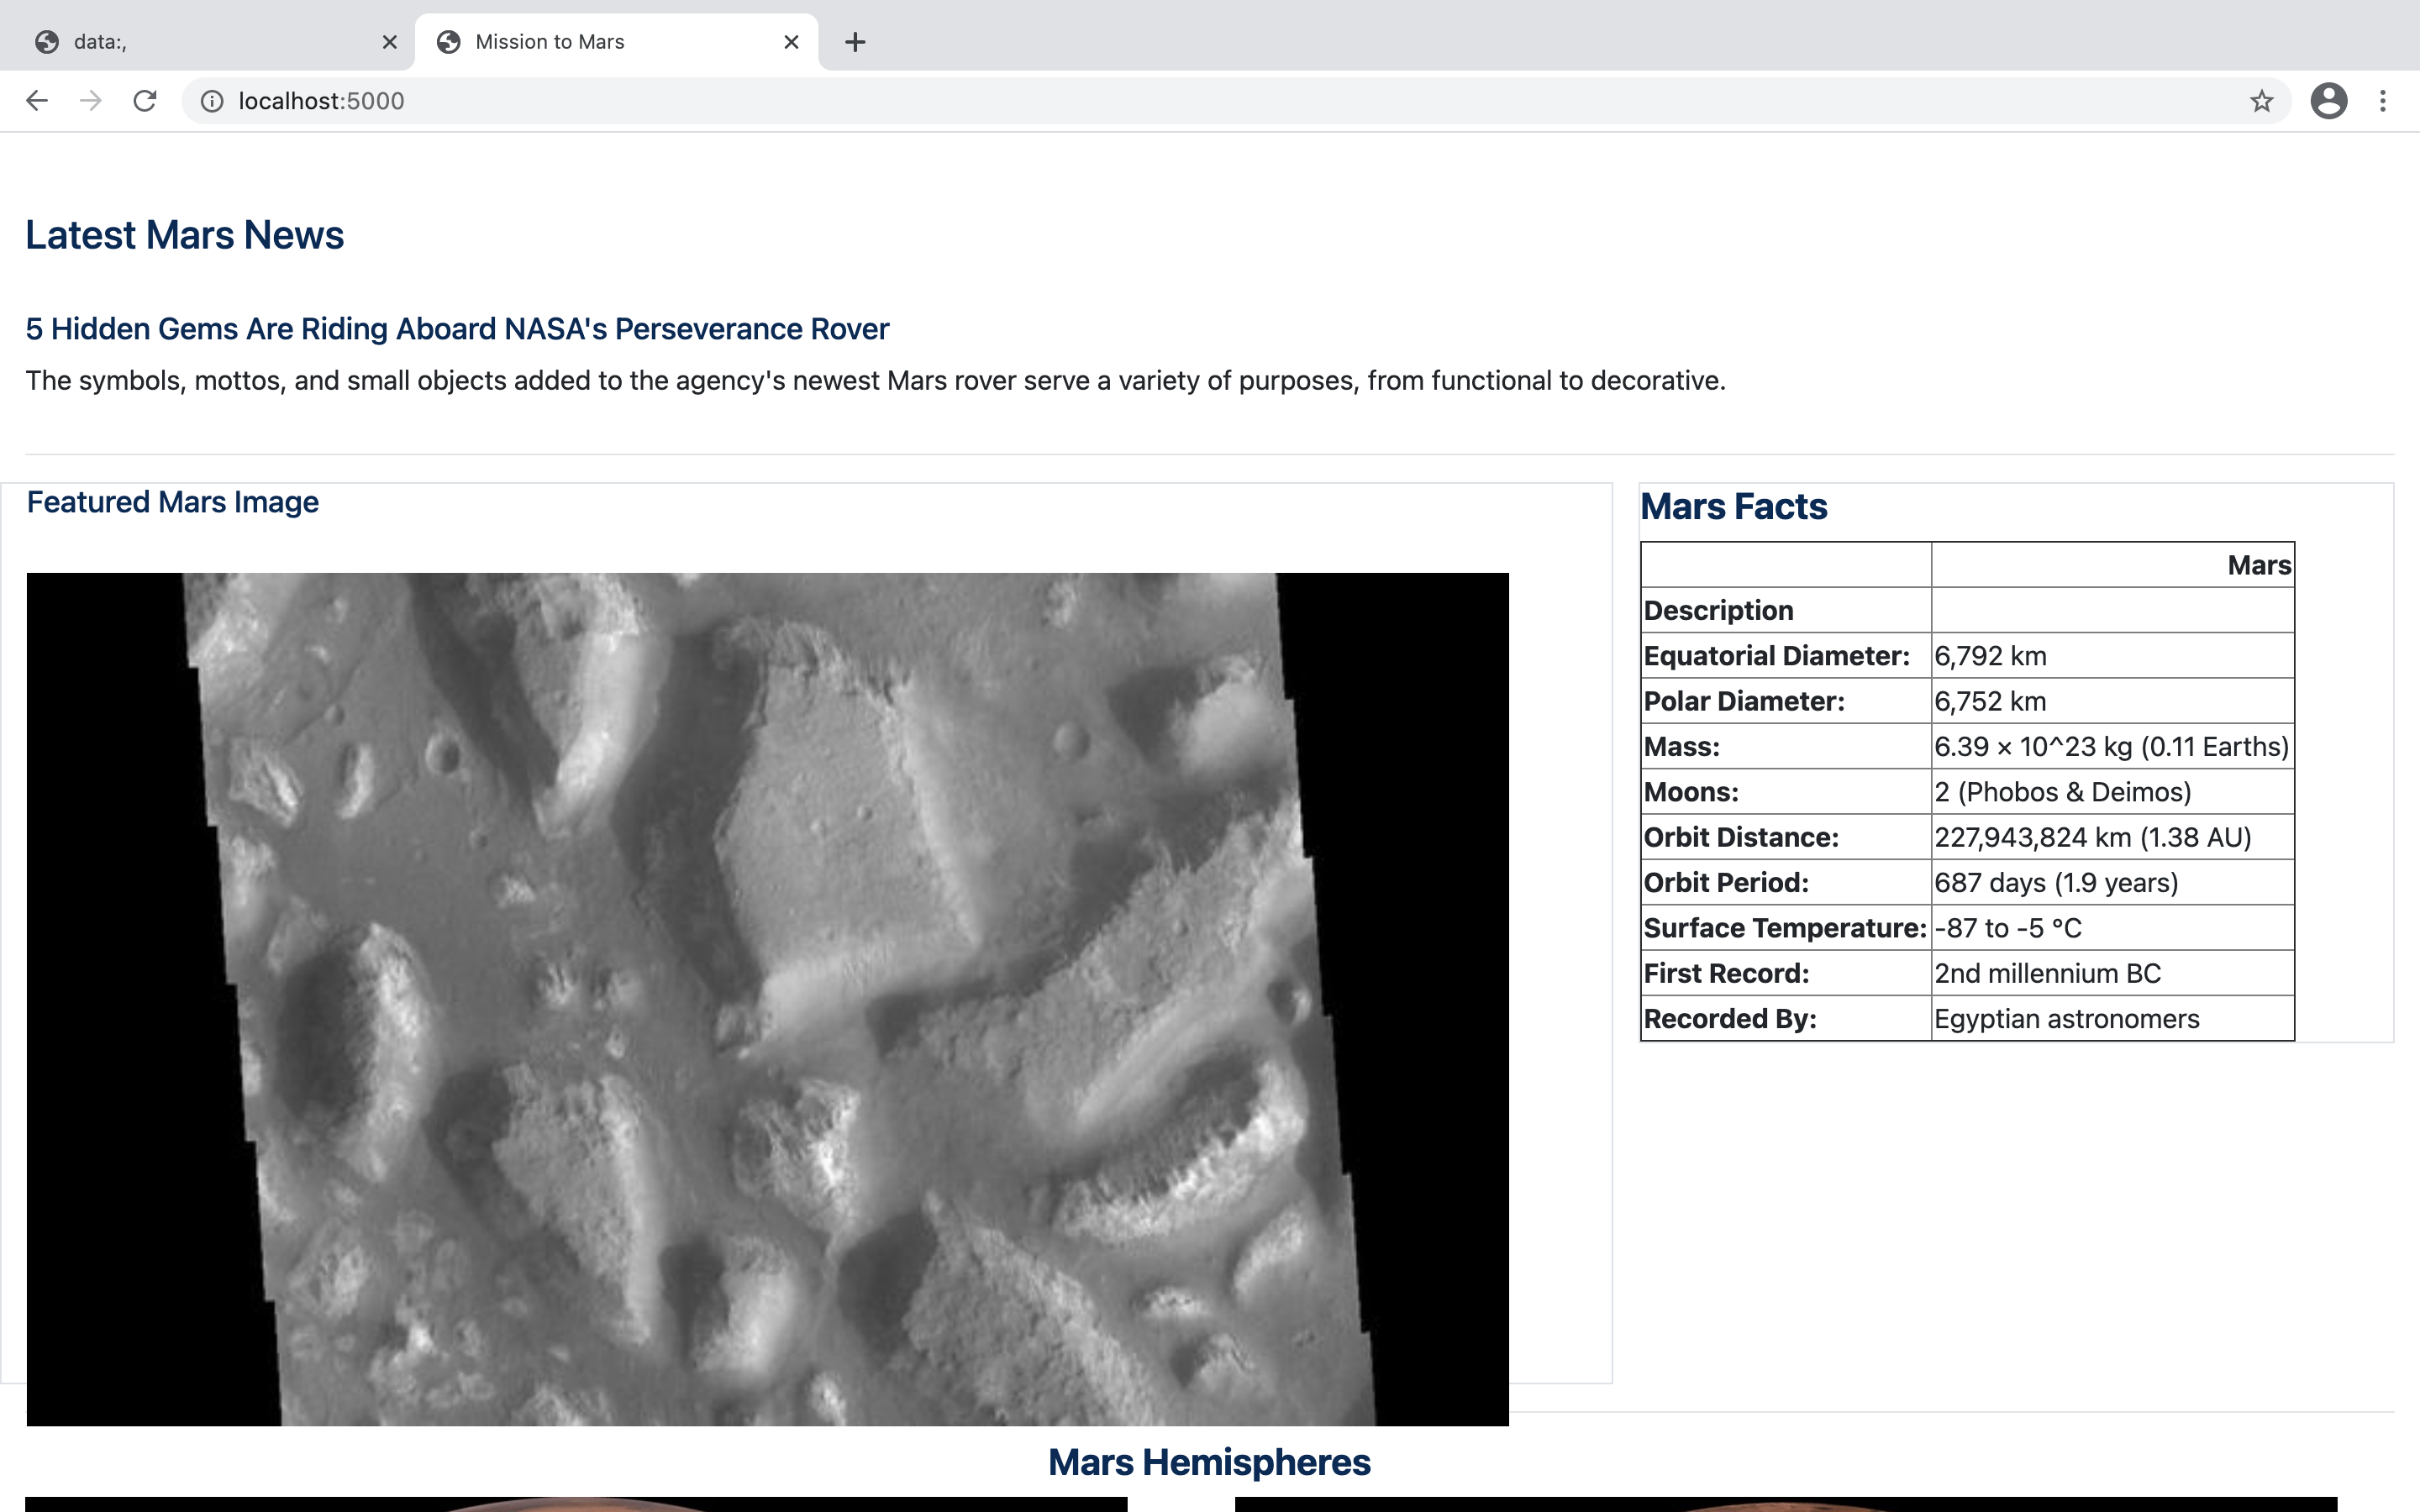 data:,
Mission to Mars
localhost:5000
Latest Mars News
5 Hidden Gems Are Riding Aboard NASA's Perseverance Rover
The symbols, mottos, and small objects added to the agency's newest Mars rover serve a variety of purposes, from functional to decorative.
Featured Mars Image
Mars Facts
Mars
Description
Equatorial Diameter: 6,792 km
Polar Diameter: 6,752 km
Mass: 6.39 × 10^23 kg (0.11 Earths)
Moons: 2 (Phobos & Deimos)
Orbit Distance: 227,943,824 km (1.38 AU)
Orbit Period: 687 days (1.9 years)
Surface Temperature: -87 to -5 °C
First Record: 2nd millennium BC
Recorded By: Egyptian astronomers
Mars Hemispheres